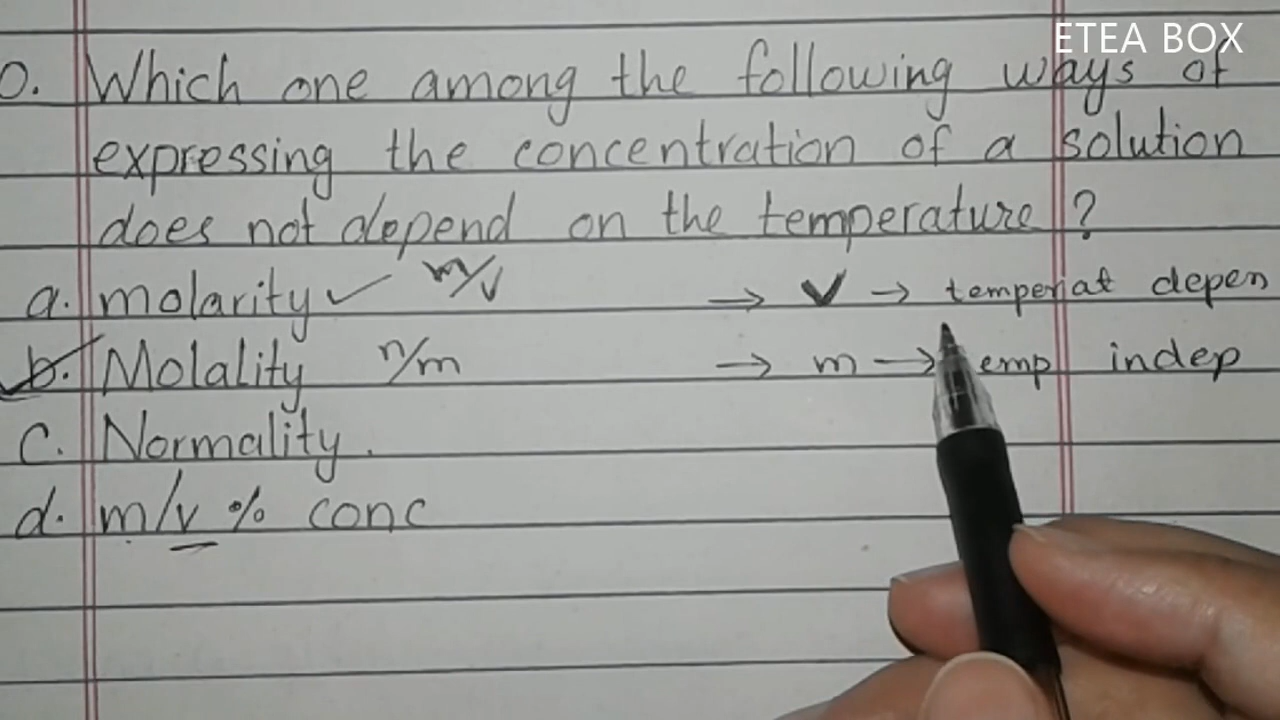 ETEA BOX
Q. Which one among the following ways of
expressing the concentration of a solution
does not depend on the temperature?
a. molarity ✓ m/v → V → temperiat depen
b. Molality n/m → m → emp indep
c. Normality.
d. m/v % conc